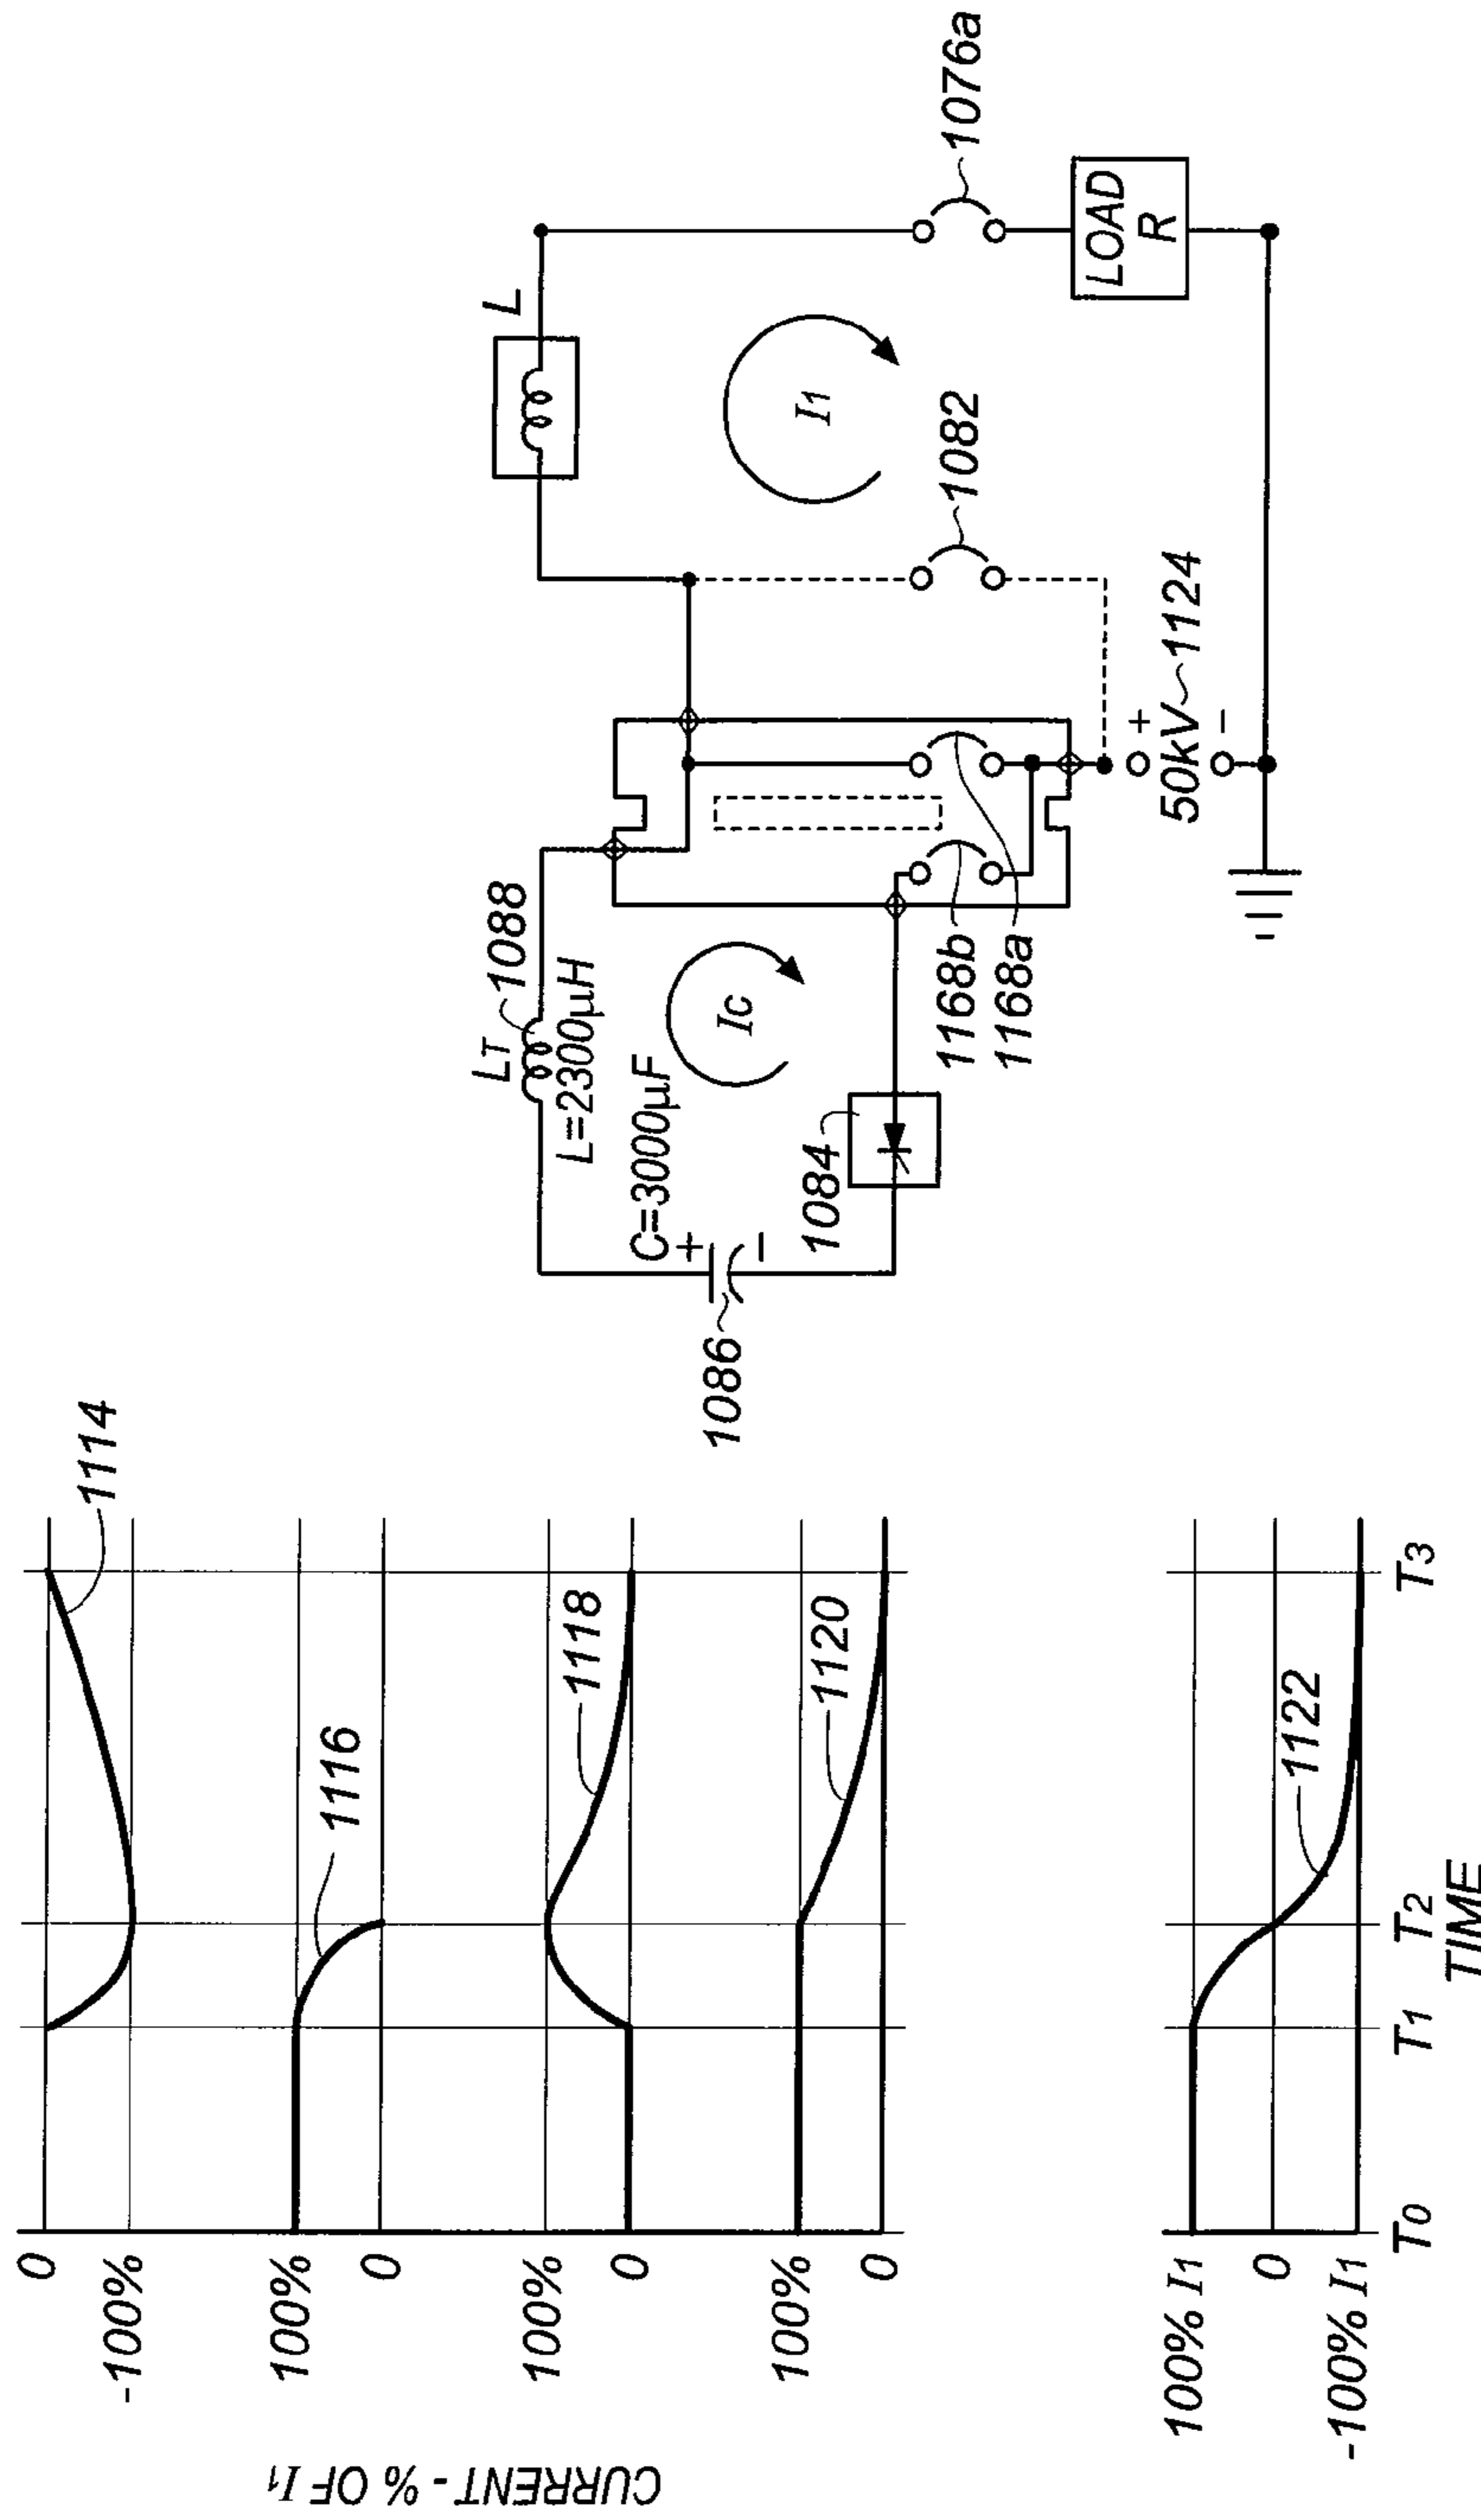 CURRENT - % OF I1
0
-100%
100%
0
100%
0
100%
0
100% I1
0
-100% I1
T0
T1
T2
T3
TIME
1114
1116
1118
1120
1122
LT
1088
L=2300µH
C=3000µF
+
−
1086
1084
IC
1168b
1168a
L
I1
1082
1076a
LOAD
R
+
50kV
1124
−